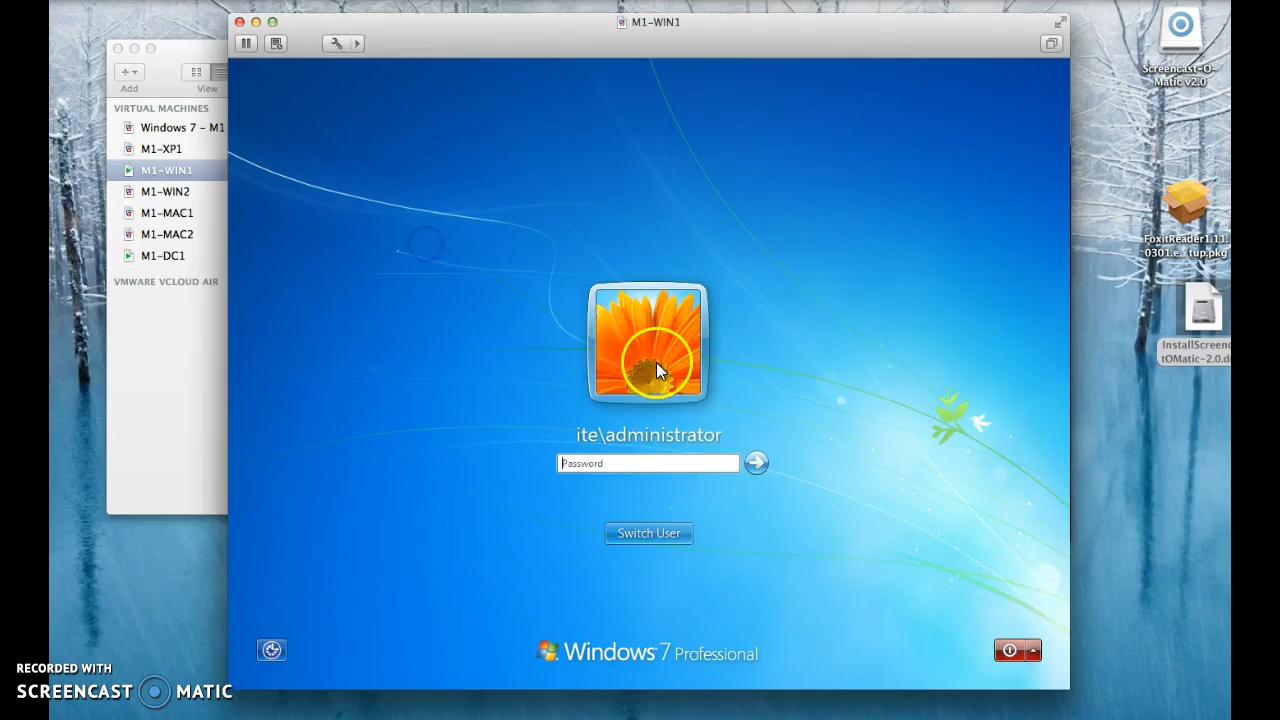 M1-WIN1
Add
View
VIRTUAL MACHINES
Windows 7 - M1
M1-XP1
M1-WIN1
M1-WIN2
M1-MAC1
M1-MAC2
M1-DC1
VMWARE VCLOUD AIR
ite\administrator
Password
Switch User
Windows 7 Professional
Screencast-O-
Matic v2.0
FoxitReader1.11.
0301.e...tup.pkg
InstallScreenc
tOMatic-2.0.d
RECORDED WITH
SCREENCAST MATIC